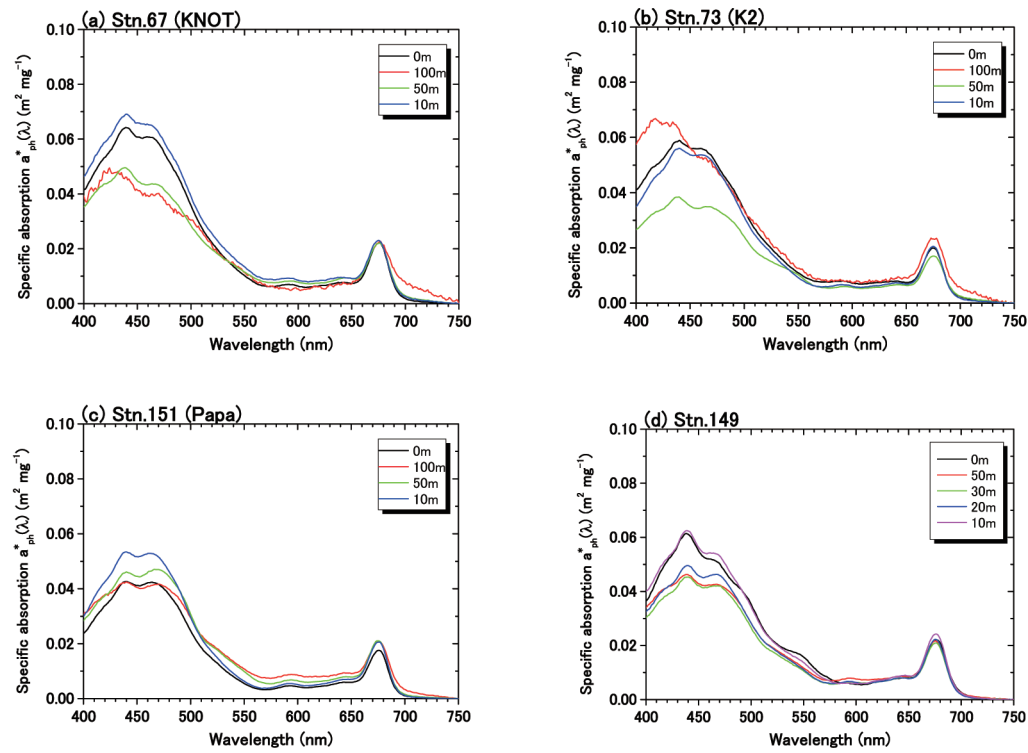 (a) Stn.67 (KNOT)
Specific absorption a*ph(λ) (m² mg⁻¹)
0.10
0.08
0.06
0.04
0.02
0.00
0m
100m
50m
10m
400 450 500 550 600 650 700 750
Wavelength (nm)
(b) Stn.73 (K2)
Specific absorption a*ph(λ) (m² mg⁻¹)
0.10
0.08
0.06
0.04
0.02
0.00
0m
100m
50m
10m
400 450 500 550 600 650 700 750
Wavelength (nm)
(c) Stn.151 (Papa)
Specific absorption a*ph(λ) (m² mg⁻¹)
0.10
0.08
0.06
0.04
0.02
0.00
0m
100m
50m
10m
400 450 500 550 600 650 700 750
Wavelength (nm)
(d) Stn.149
Specific absorption a*ph(λ) (m² mg⁻¹)
0.10
0.08
0.06
0.04
0.02
0.00
0m
50m
30m
20m
10m
400 450 500 550 600 650 700 750
Wavelength (nm)